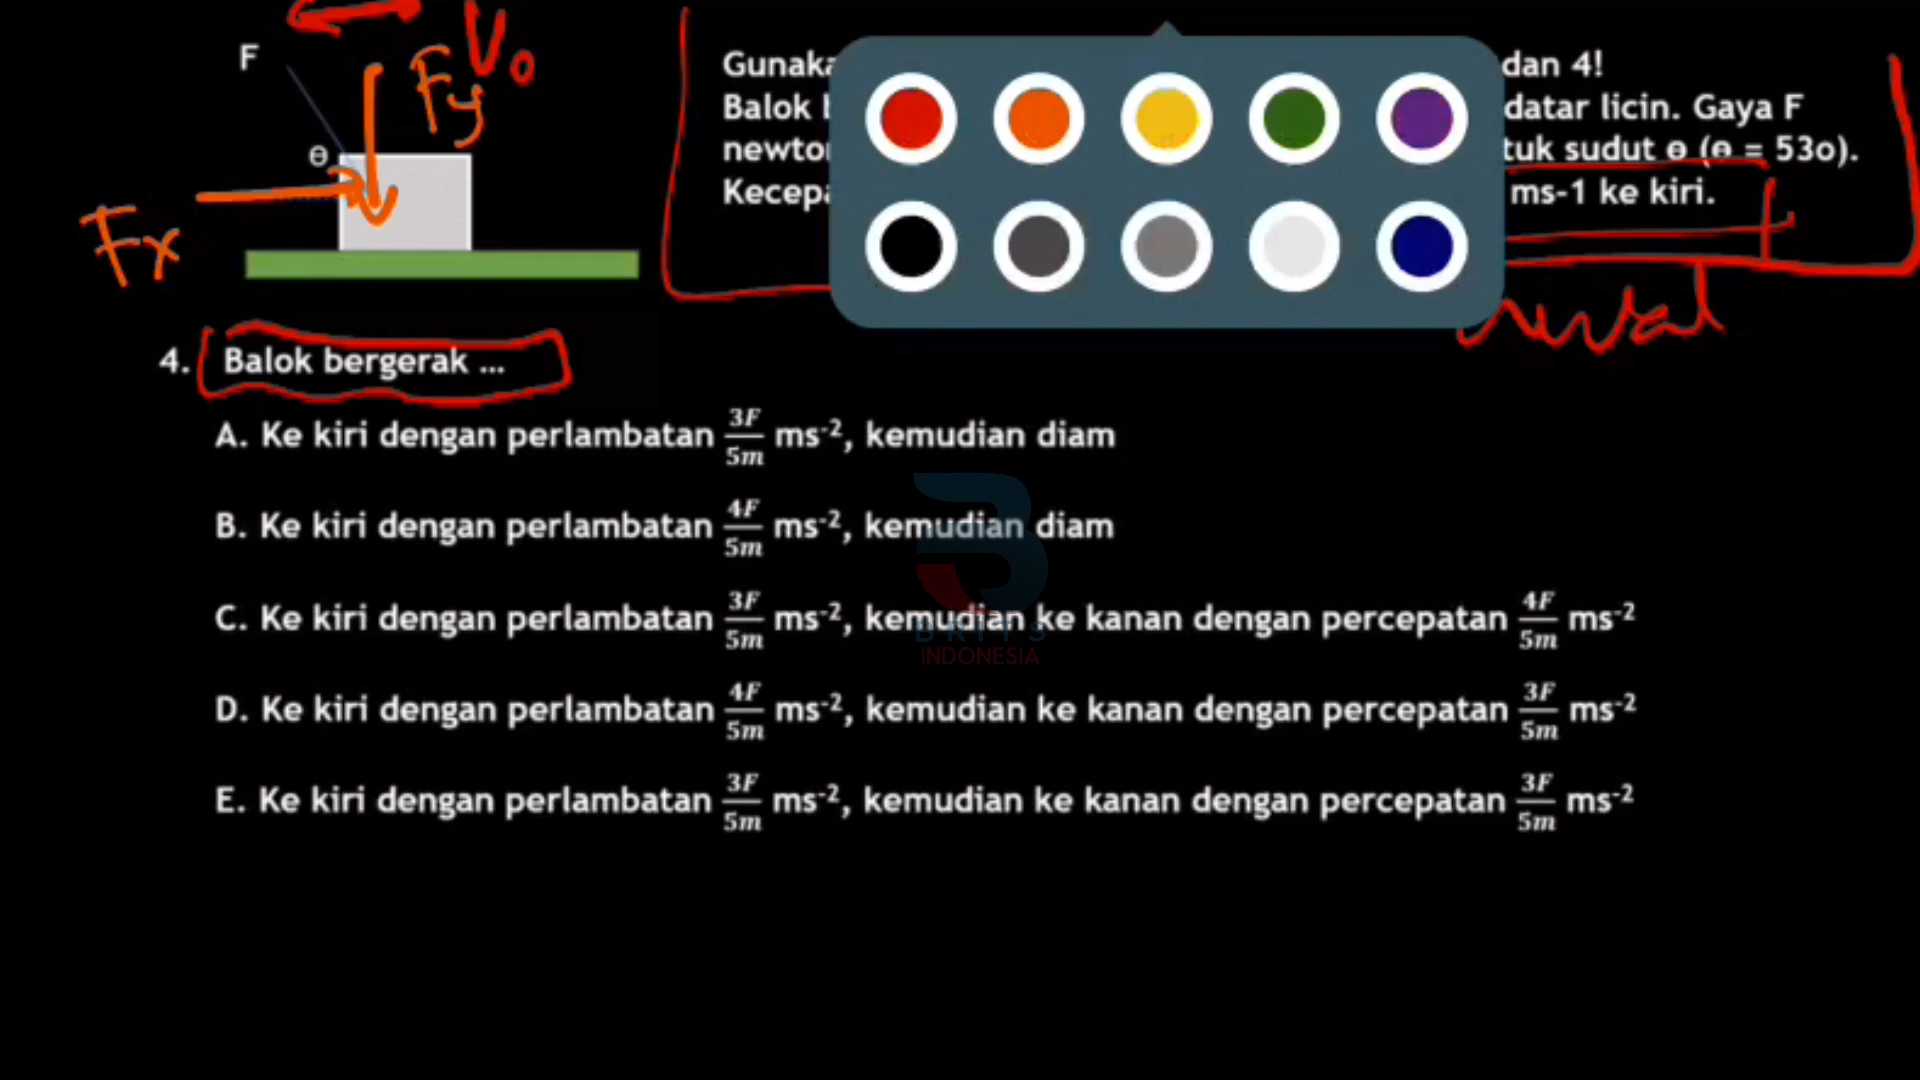 V₀
F
Fy
Gunaka dan 4!
Balok datar licin. Gaya F
newto tuk sudut ɵ (ɵ = 53o).
ɵ
Kecepa ms-1 ke kiri.
Fx
awal
4. Balok bergerak ...
A. Ke kiri dengan perlambatan 3F/5m ms⁻², kemudian diam
B. Ke kiri dengan perlambatan 4F/5m ms⁻², kemudian diam
C. Ke kiri dengan perlambatan 3F/5m ms⁻², kemudian ke kanan dengan percepatan 4F/5m ms⁻²
BRITS
INDONESIA
D. Ke kiri dengan perlambatan 4F/5m ms⁻², kemudian ke kanan dengan percepatan 3F/5m ms⁻²
E. Ke kiri dengan perlambatan 3F/5m ms⁻², kemudian ke kanan dengan percepatan 3F/5m ms⁻²